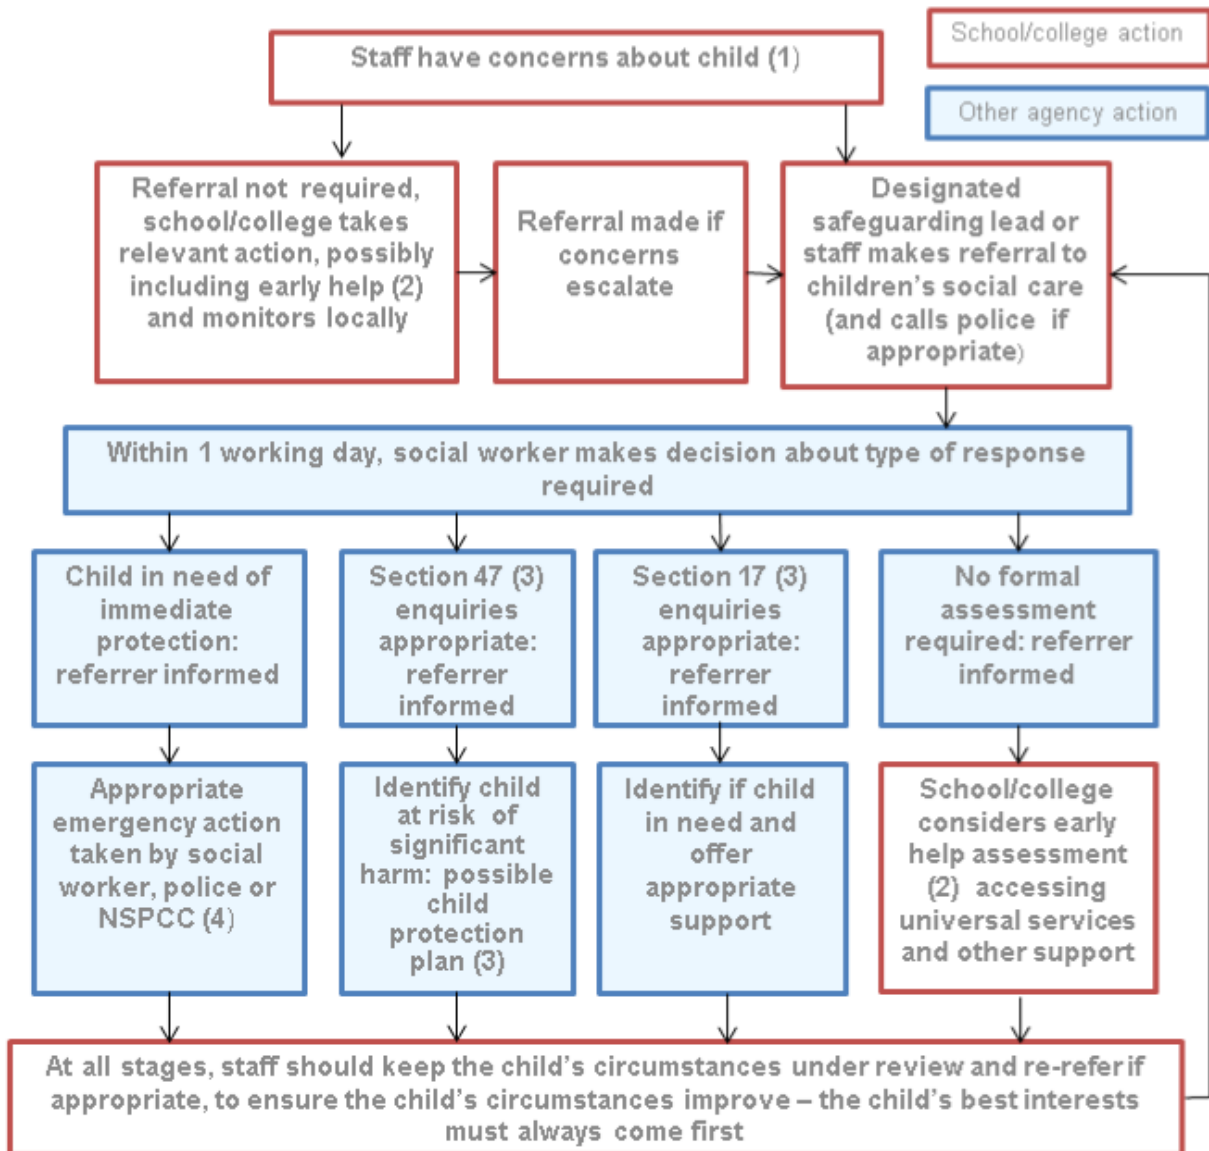 School/college action
Staff have concerns about child (1)
Other agency action
Referral not required,
school/college takes
relevant action, possibly
including early help (2)
and monitors locally
Referral made if
concerns
escalate
Designated
safeguarding lead or
staff makes referral to
children's social care
(and calls police if
appropriate)
Within 1 working day, social worker makes decision about type of response
required
Child in need of
immediate
protection:
referrer informed
Section 47 (3)
enquiries
appropriate:
referrer
informed
Section 17 (3)
enquiries
appropriate:
referrer
informed
No formal
assessment
required: referrer
informed
Appropriate
emergency action
taken by social
worker, police or
NSPCC (4)
Identify child
at risk of
significant
harm: possible
child
protection
plan (3)
Identify if child
in need and
offer
appropriate
support
School/college
considers early
help assessment
(2) accessing
universal services
and other support
At all stages, staff should keep the child's circumstances under review and re-refer if
appropriate, to ensure the child's circumstances improve – the child's best interests
must always come first